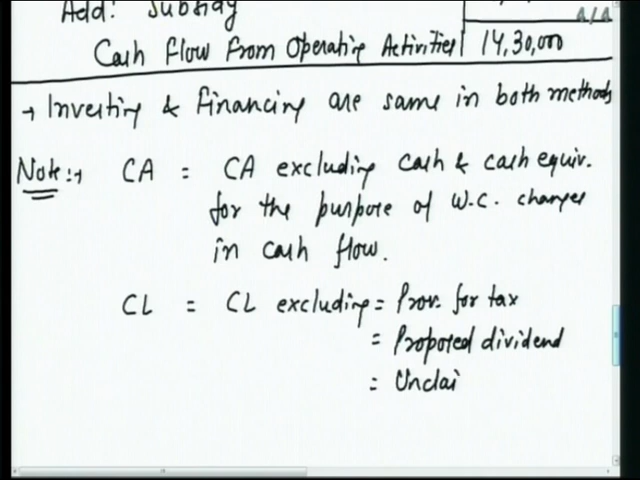 Add: Subsidy
Cash Flow From Operating Activities 14,30,000
→ Investing & Financing are same in both methods
Note:→ CA = CA excluding cash & cash equiv.
for the purpose of W.C. changes
in cash flow.
CL = CL excluding = Prov. for tax
= Proposed dividend
= Unclai